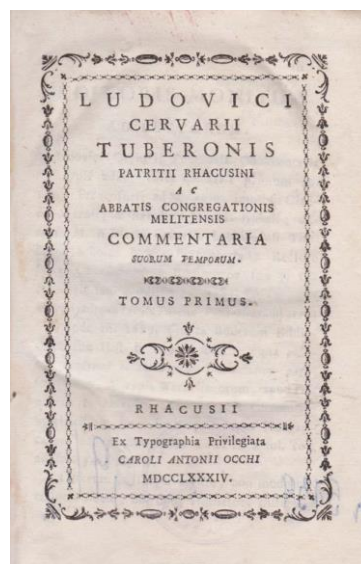 LUDOVICI
CERVARII
TUBERONIS
PATRITII RHACUSINI
AC
ABBATIS CONGREGATIONIS
MELITENSIS
COMMENTARIA
SUORUM TEMPORUM.
TOMUS PRIMUS.
RHACUSII
Ex Typographia Privilegiata
CAROLI ANTONII OCCHI
MDCCLXXXIV.